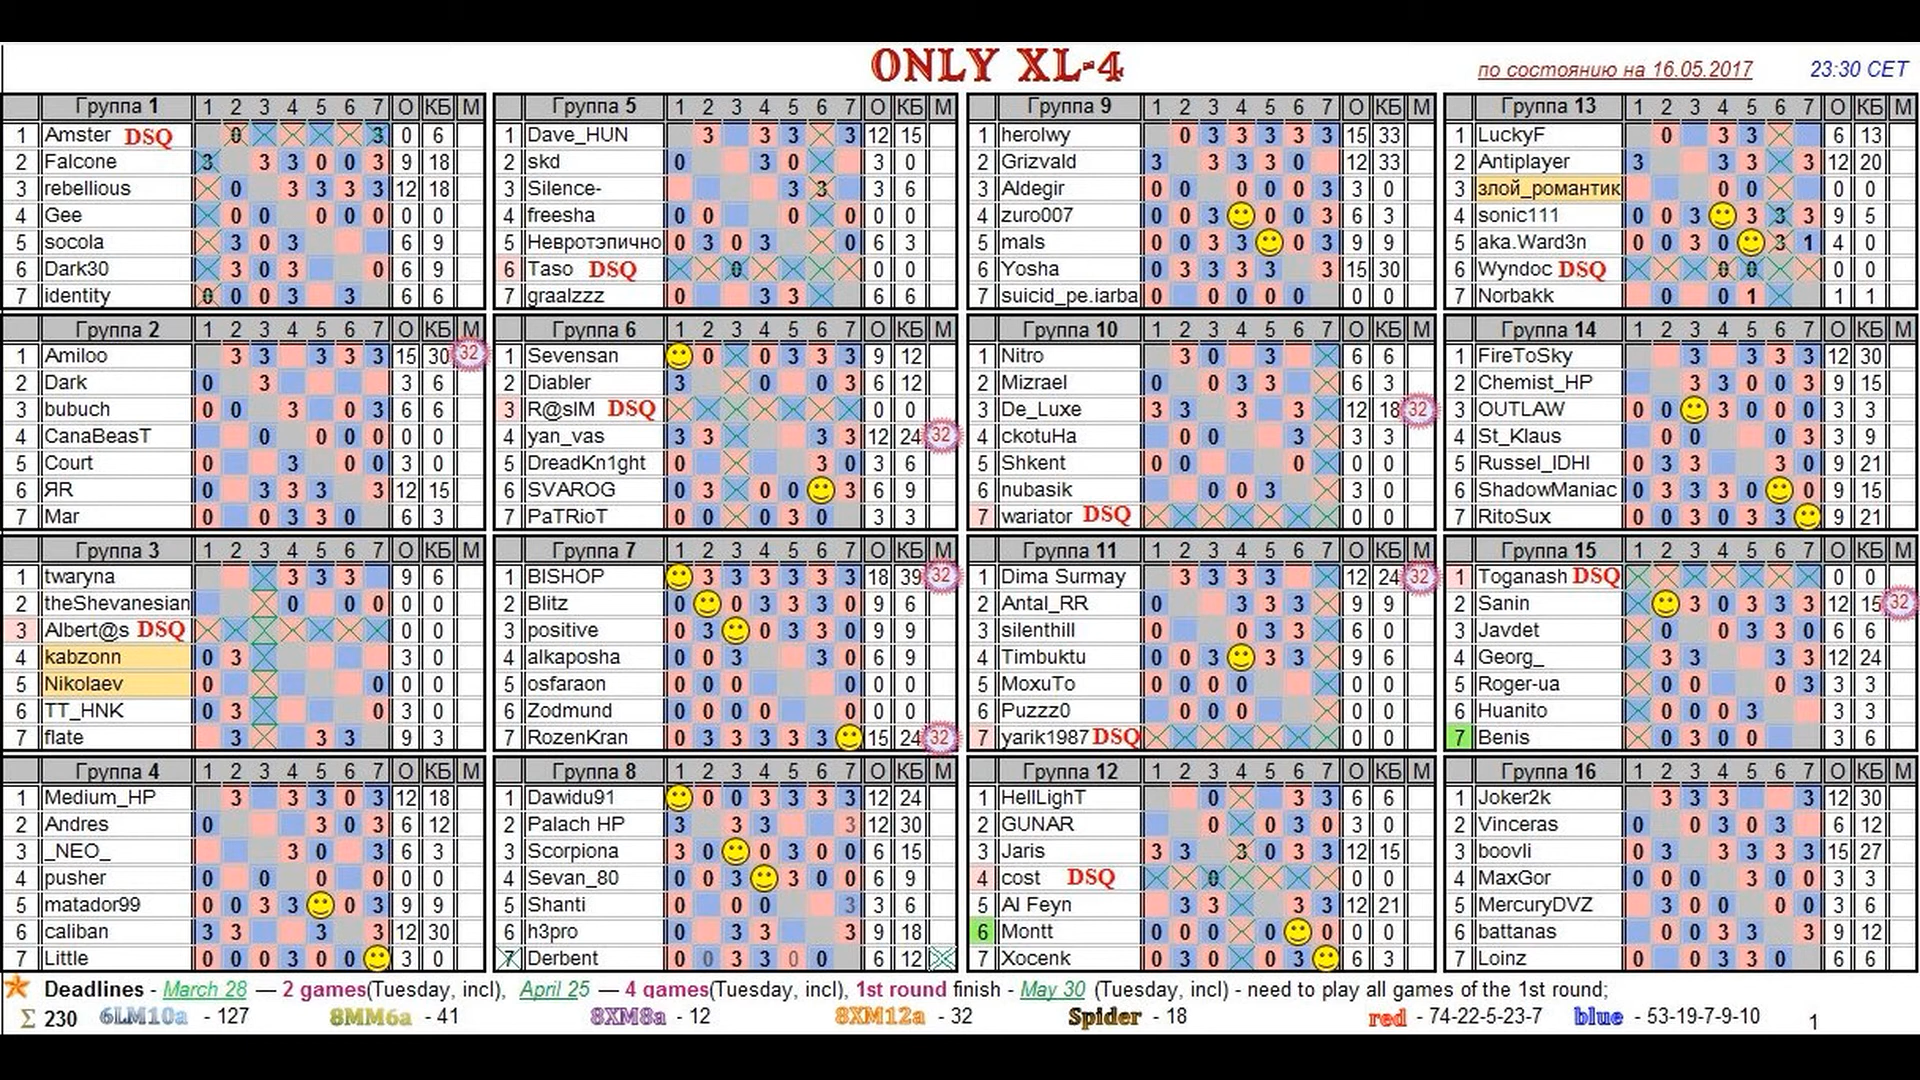 ONLY XL-4
по состоянию на 16.05.2017 23:30 CET
Группа 1 1 2 3 4 5 6 7 О КБ М
1 Amster DSQ 0 3 0 6
2 Falcone 3 3 3 0 0 3 9 18
3 rebellious 0 3 3 3 3 12 18
4 Gee 0 0 0 0 0 0 0
5 socola 3 0 3 6 9
6 Dark30 3 0 3 0 6 9
7 identity 0 0 0 3 3 6 6
Группа 5 1 2 3 4 5 6 7 О КБ М
1 Dave_HUN 3 3 3 3 12 15
2 skd 0 3 0 3 0
3 Silence- 3 3 3 6
4 freesha 0 0 0 0 0 0
5 Невротэпично 0 3 0 3 0 6 3
6 Taso DSQ 0 0 0
7 graalzzz 0 3 3 6 6
Группа 9 1 2 3 4 5 6 7 О КБ М
1 herolwy 0 3 3 3 3 3 15 33
2 Grizvald 3 3 3 3 0 12 33
3 Aldegir 0 0 0 0 0 3 3 0
4 zuro007 0 0 3 0 0 3 6 3
5 mals 0 0 3 3 0 3 9 9
6 Yosha 0 3 3 3 3 3 15 30
7 suicid_pe.iarba 0 0 0 0 0 0 0 0
Группа 13 1 2 3 4 5 6 7 О КБ М
1 LuckyF 0 3 3 6 13
2 Antiplayer 3 3 3 3 12 20
3 злой_романтик 0 0 0 0
4 sonic111 0 0 3 3 3 3 9 5
5 aka.Ward3n 0 0 3 0 3 1 4 0
6 Wyndoc DSQ 0 0 0 0
7 Norbakk 0 0 1 1 1
Группа 2 1 2 3 4 5 6 7 О КБ М
1 Amiloo 3 3 3 3 3 15 30 32
2 Dark 0 3 3 6
3 bubuch 0 0 3 0 3 6 6
4 CanaBeasT 0 0 0 0 0 0
5 Court 0 3 0 0 3 0
6 ЯR 0 3 3 3 3 12 15
7 Mar 0 0 3 3 0 6 3
Группа 6 1 2 3 4 5 6 7 О КБ М
1 Sevensan 0 0 3 3 3 9 12
2 Diabler 3 0 0 3 6 12
3 R@sIM DSQ 0 0
4 yan_vas 3 3 3 3 12 24 32
5 DreadKn1ght 0 3 0 3 6
6 SVAROG 0 3 0 0 3 6 9
7 PaTRioT 0 0 0 3 0 3 3
Группа 10 1 2 3 4 5 6 7 О КБ М
1 Nitro 3 0 3 6 6
2 Mizrael 0 0 3 3 6 3
3 De_Luxe 3 3 3 3 12 18 32
4 ckotuHa 0 0 3 3 3
5 Shkent 0 0 0 0 0
6 nubasik 0 0 3 3 0
7 wariator DSQ 0 0
Группа 14 1 2 3 4 5 6 7 О КБ М
1 FireToSky 3 3 3 3 12 30
2 Chemist_HP 3 3 0 0 3 9 15
3 OUTLAW 0 0 3 0 0 0 3 3
4 St_Klaus 0 0 0 0 3 3 9
5 Russel_IDHI 0 3 3 3 0 9 21
6 ShadowManiac 0 3 3 3 0 0 9 15
7 RitoSux 0 0 3 0 3 3 9 21
Группа 3 1 2 3 4 5 6 7 О КБ М
1 twaryna 3 3 3 9 6
2 theShevanesian 0 0 0 0 0
3 Albert@s DSQ 0 0
4 kabzonn 0 3 3 0
5 Nikolaev 0 0 0 0
6 TT_HNK 0 3 0 3 0
7 flate 3 3 3 9 3
Группа 7 1 2 3 4 5 6 7 О КБ М
1 BISHOP 3 3 3 3 3 3 18 39 32
2 Blitz 0 0 3 3 3 0 9 6
3 positive 0 3 0 3 3 0 9 9
4 alkaposha 0 0 3 3 0 6 9
5 osfaraon 0 0 0 0 0 0
6 Zodmund 0 0 0 0 0 0 0
7 RozenKran 0 3 3 3 3 3 15 24 32
Группа 11 1 2 3 4 5 6 7 О КБ М
1 Dima Surmay 3 3 3 3 12 24 32
2 Antal_RR 0 3 3 3 9 9
3 silenthill 0 0 3 3 6 0
4 Timbuktu 0 0 3 3 3 9 6
5 MoxuTo 0 0 0 0 0 0
6 Puzzz0 0 0 0 0 0
7 yarik1987 DSQ 0 0
Группа 15 1 2 3 4 5 6 7 О КБ М
1 Toganash DSQ 0 0
2 Sanin 3 0 3 3 3 12 15 32
3 Javdet 0 0 3 3 0 6 6
4 Georg_ 3 3 3 3 12 24
5 Roger-ua 0 0 0 3 3 3
6 Huanito 0 0 0 3 3 3
7 Benis 0 3 0 0 3 6
Группа 4 1 2 3 4 5 6 7 О КБ М
1 Medium_HP 3 3 3 0 3 12 18
2 Andres 0 3 0 3 6 12
3 _NEO_ 3 0 3 6 3
4 pusher 0 0 0 0 0 0
5 matador99 0 0 3 3 0 3 9 9
6 caliban 3 3 3 3 12 30
7 Little 0 0 0 3 0 0 3 0
Группа 8 1 2 3 4 5 6 7 О КБ М
1 Dawidu91 0 0 3 3 3 3 12 24
2 Palach HP 3 3 3 3 12 30
3 Scorpiona 3 0 0 3 0 0 6 15
4 Sevan_80 0 0 3 3 0 0 6 9
5 Shanti 0 0 0 3 3 6
6 h3pro 0 3 3 3 9 18
7 Derbent 0 0 3 3 0 0 6 12
Группа 12 1 2 3 4 5 6 7 О КБ М
1 HellLighT 0 3 3 6 6
2 GUNAR 0 0 3 0 3 0
3 Jaris 3 3 3 0 3 3 12 15
4 cost DSQ 0 0 0
5 Al Feyn 3 3 3 3 12 21
6 Montt 0 0 0 0 0 0 0
7 Xocenk 0 3 0 0 3 6 3
Группа 16 1 2 3 4 5 6 7 О КБ М
1 Joker2k 3 3 3 3 12 30
2 Vinceras 0 0 3 0 3 6 12
3 boovli 0 3 3 3 3 3 15 27
4 MaxGor 0 0 0 3 0 0 3 3
5 MercuryDVZ 3 0 0 0 0 3 6
6 battanas 0 0 3 3 3 9 12
7 Loinz 0 0 3 3 0 6 6
Deadlines - March 28 — 2 games(Tuesday, incl), April 25 — 4 games(Tuesday, incl), 1st round finish - May 30 (Tuesday, incl) - need to play all games of the 1st round;
Σ 230 6LM10a - 127 8MM6a - 41 8XM8a - 12 8XM12a - 32 Spider - 18 red - 74-22-5-23-7 blue - 53-19-7-9-10 1